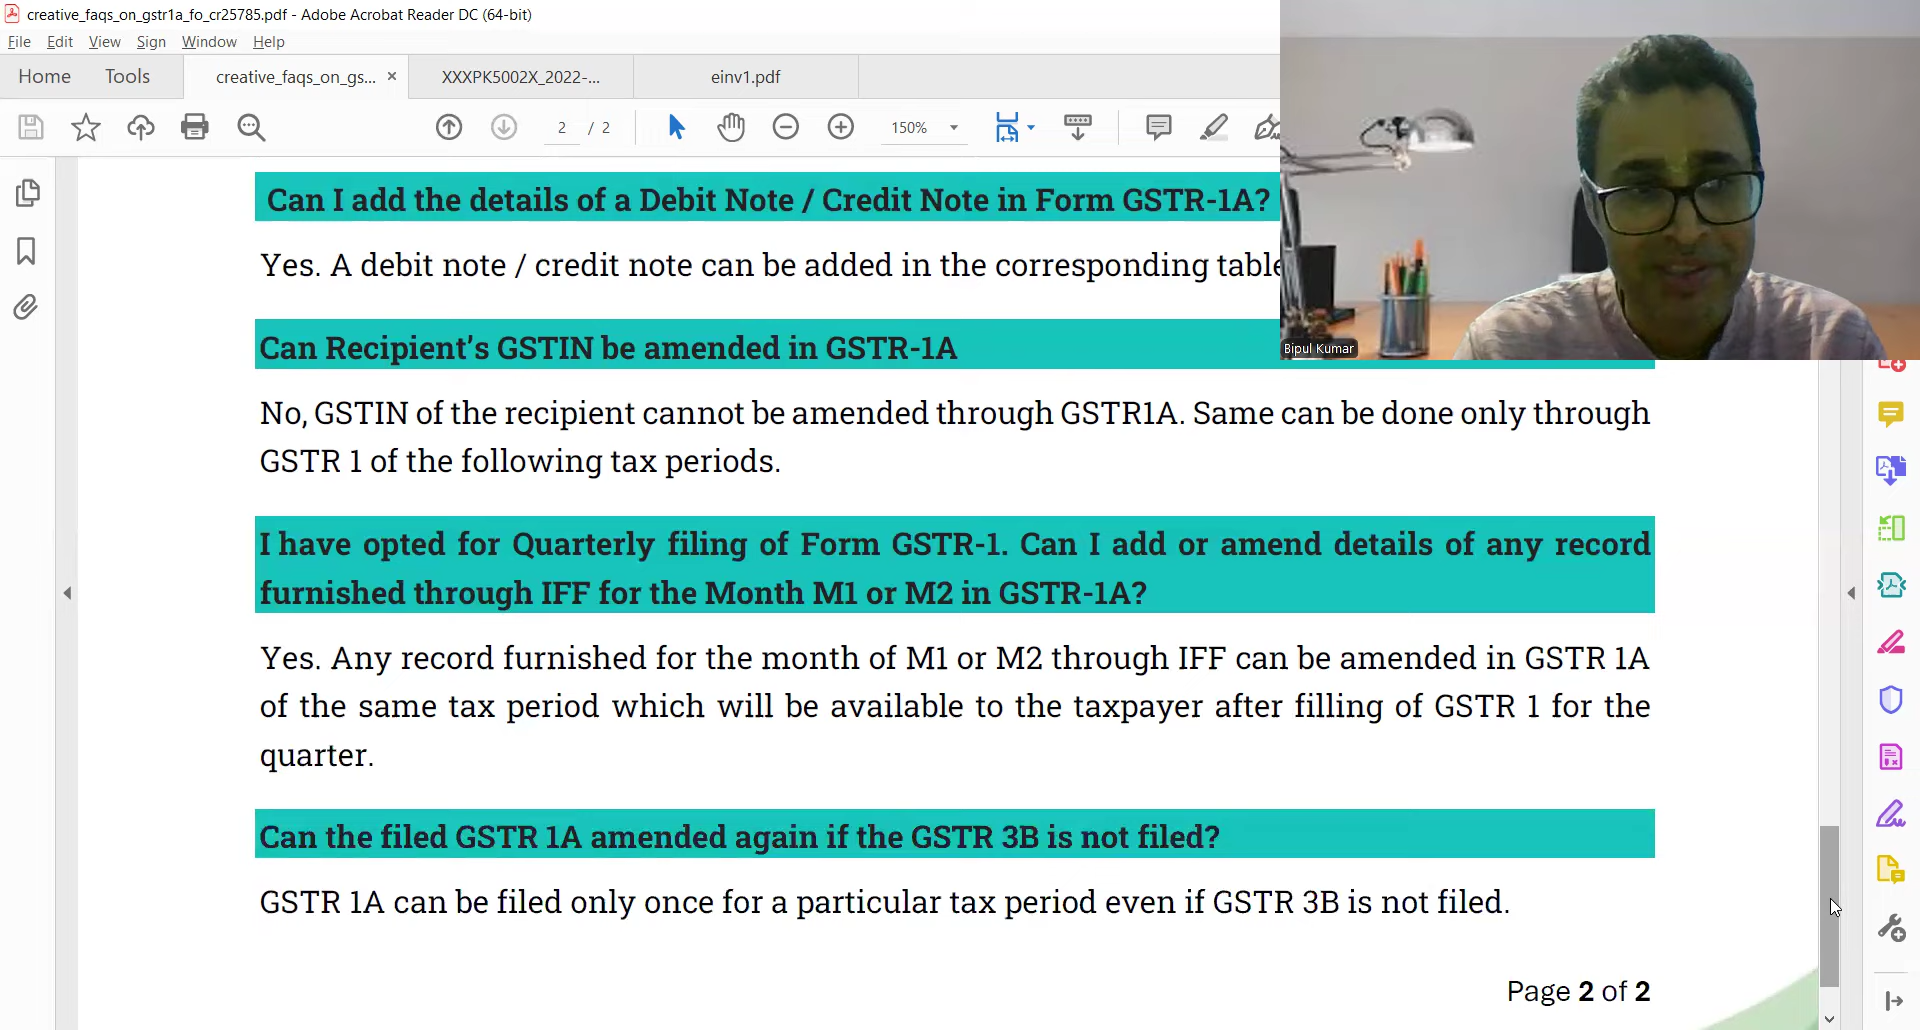 creative_faqs_on_gstr1a_fo_cr25785.pdf - Adobe Acrobat Reader DC (64-bit)
File Edit View Sign Window Help
Home Tools creative_faqs_on_gs... × XXXPK5002X_2022-... einv1.pdf
2 / 2 150%
Can I add the details of a Debit Note / Credit Note in Form GSTR-1A?
Yes. A debit note / credit note can be added in the corresponding table
Bipul Kumar
Can Recipient’s GSTIN be amended in GSTR-1A
No, GSTIN of the recipient cannot be amended through GSTR1A. Same can be done only through
GSTR 1 of the following tax periods.
I have opted for Quarterly filing of Form GSTR-1. Can I add or amend details of any record
furnished through IFF for the Month M1 or M2 in GSTR-1A?
Yes. Any record furnished for the month of M1 or M2 through IFF can be amended in GSTR 1A
of the same tax period which will be available to the taxpayer after filling of GSTR 1 for the
quarter.
Can the filed GSTR 1A amended again if the GSTR 3B is not filed?
GSTR 1A can be filed only once for a particular tax period even if GSTR 3B is not filed.
Page 2 of 2